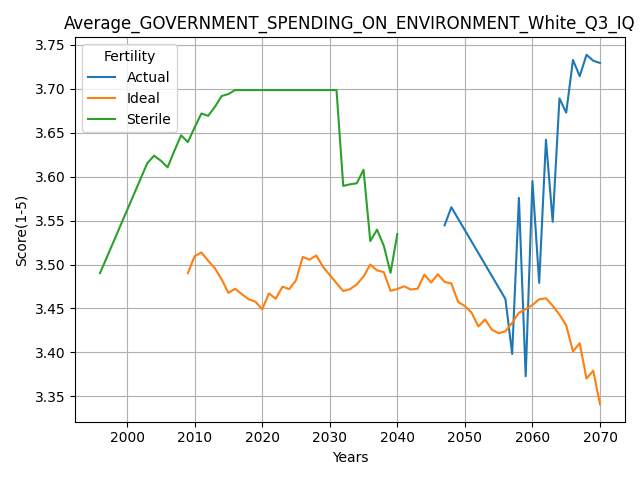 Average_GOVERNMENT_SPENDING_ON_ENVIRONMENT_White_Q3_IQ
Fertility
Actual
Ideal
Sterile
Score(1-5)
3.75
3.70
3.65
3.60
3.55
3.50
3.45
3.40
3.35
2000 2010 2020 2030 2040 2050 2060 2070
Years